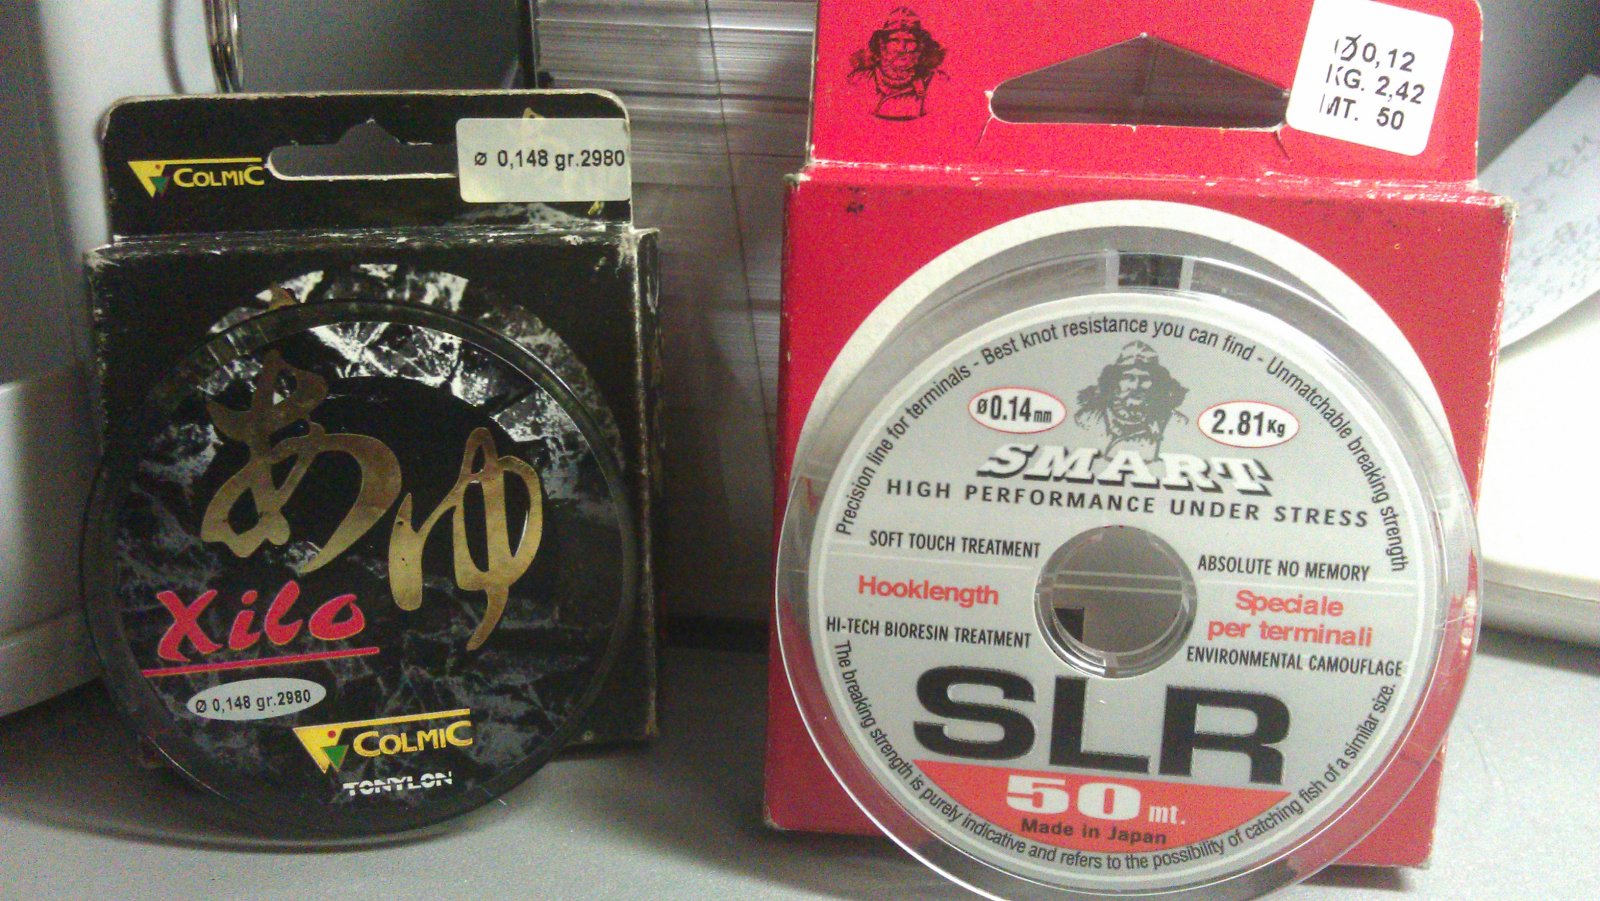 COLMIC
Ø 0,148 gr.2980
あゆ
Xilo
Ø 0,148 gr.2980
COLMIC
TONYLON
Ø0,12
KG. 2,42
MT. 50
Precision line for terminals - Best knot resistance you can find - Unmatchable breaking strength
Ø0.14mm
2.81Kg
SMART
HIGH PERFORMANCE UNDER STRESS
SOFT TOUCH TREATMENT
ABSOLUTE NO MEMORY
Hooklength
Speciale
per terminali
HI-TECH BIORESIN TREATMENT
ENVIRONMENTAL CAMOUFLAGE
SLR
50 mt.
Made in Japan
The breaking strength is purely indicative and refers to the possibility of catching fish of a similar size.